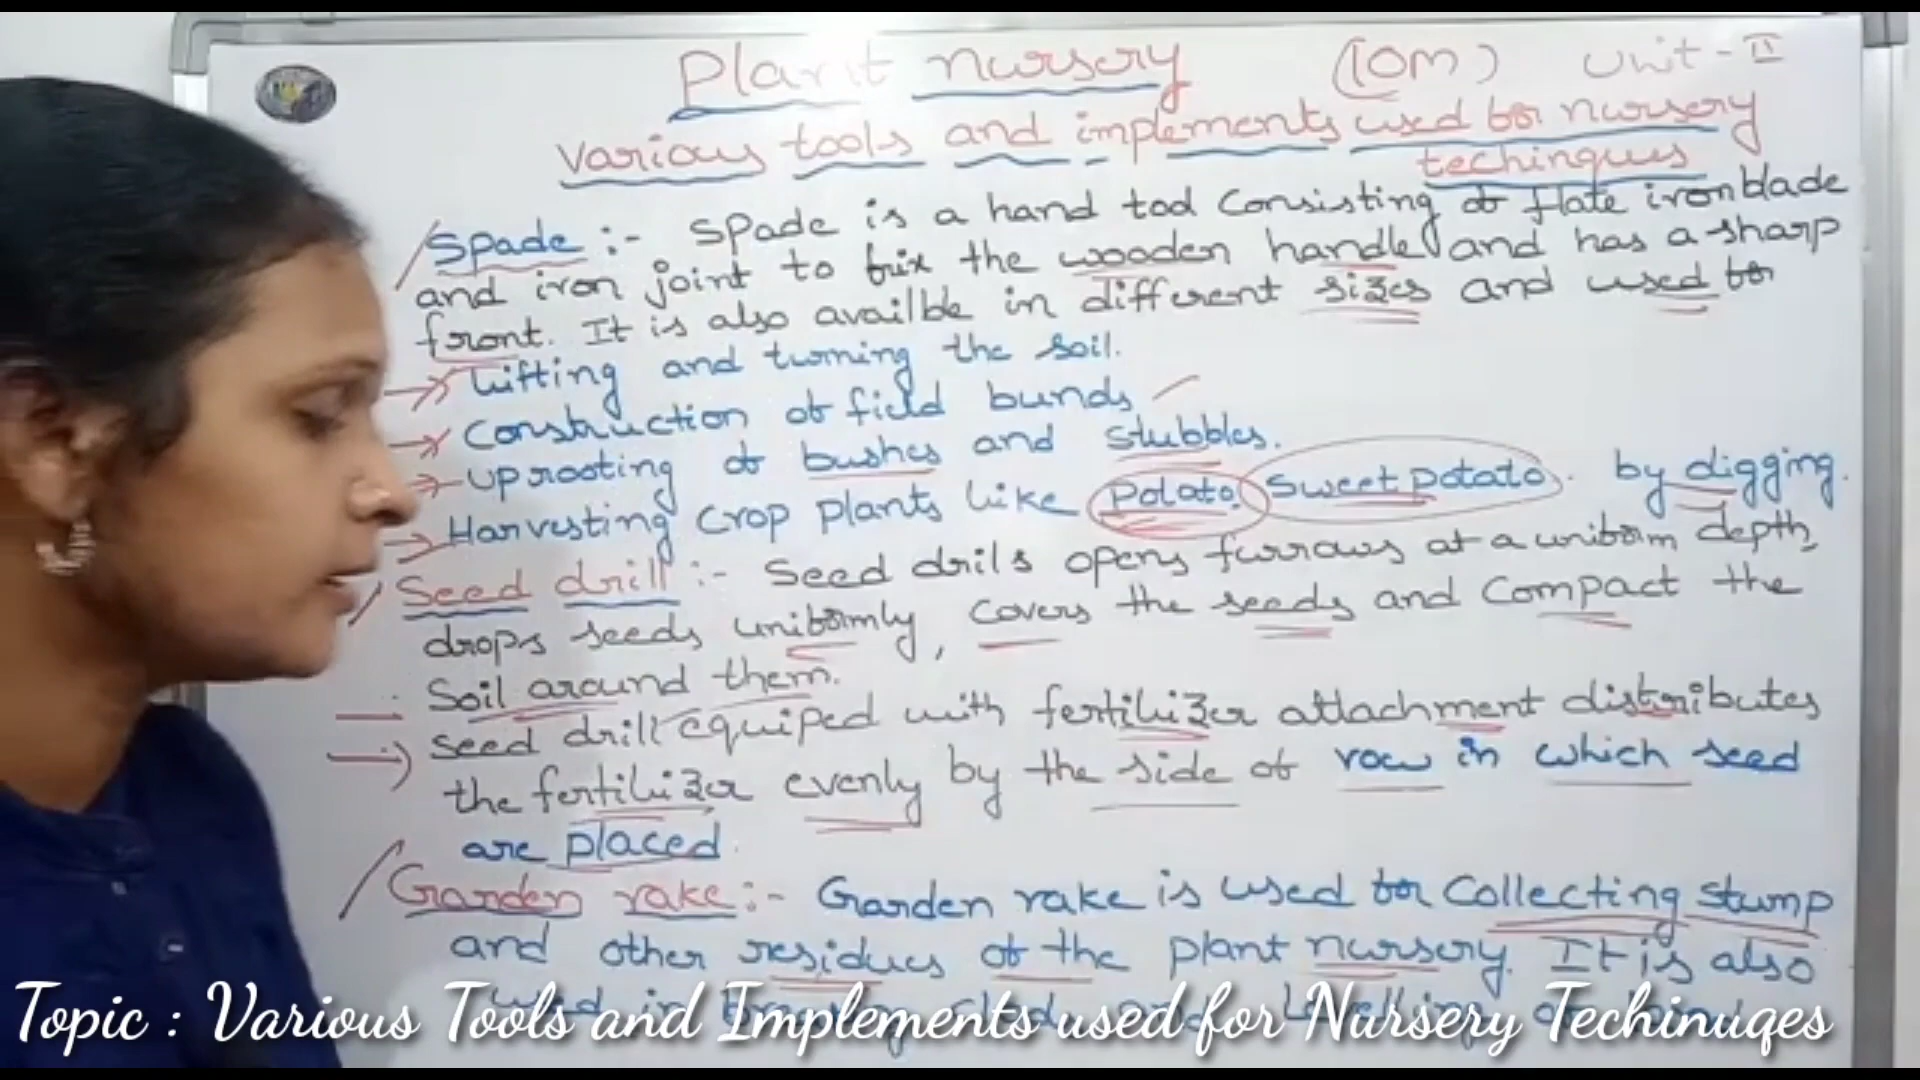 Plant nursery (10m) Unit - II
various tools and implements used for nursery
techinques
Spade :- Spade is a hand tool consisting of flate iron blade
and iron joint to frix the wooden handle and has a sharp
front. It is also availble in different sizes and used for
Lifting and turning the soil.
Construction of field bunds
Uprooting of bushes and stubbles.
Harvesting crop plants like potato, sweet potato. by digging.
Seed drill :- Seed drils opens furrows at a uniform depth,
drops seeds uniformly, covers the seeds and compact the
soil around them.
Seed drill equiped with fertilizer attachment distributes
the fertilizer evenly by the side of row in which seed
are placed.
Garden rake :- Garden rake is used for collecting stump
and other residues of the plant nursery. It is also
used in
Topic : Various Tools and Implements used for Nursery Techinuqes